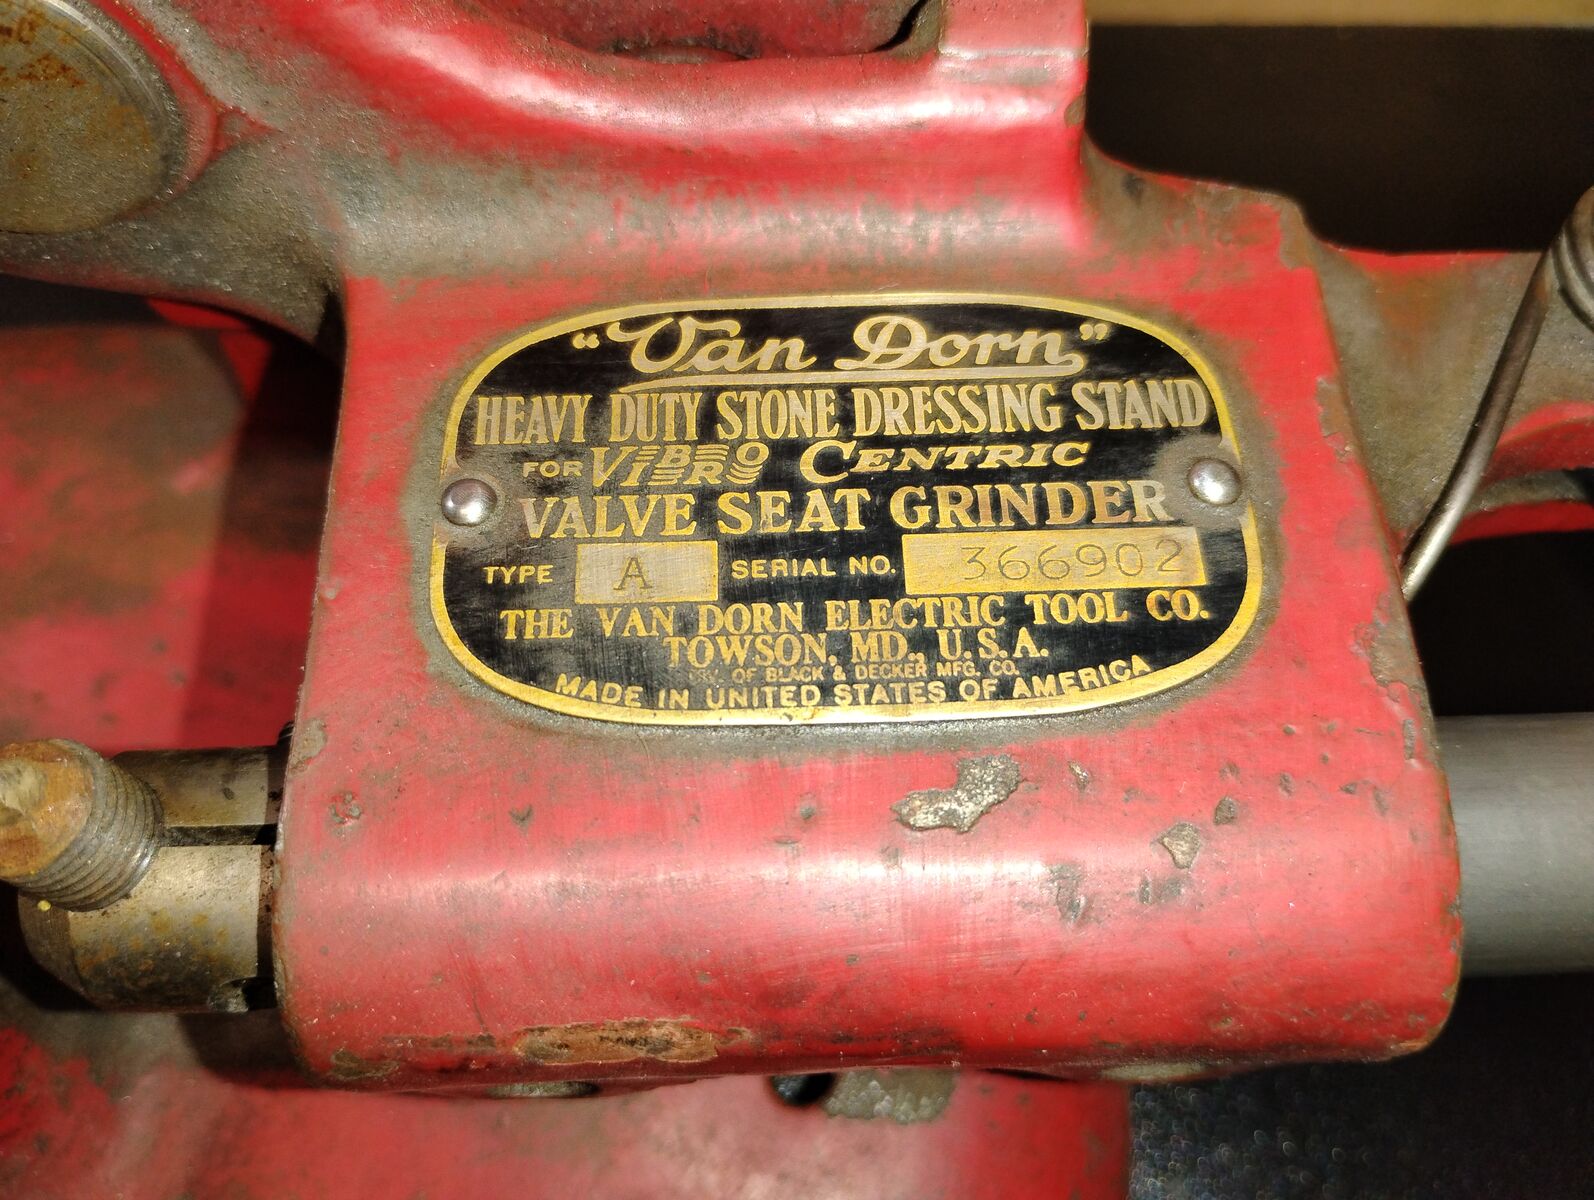 "Van Dorn"
HEAVY DUTY STONE DRESSING STAND
FOR VIBRO CENTRIC
VALVE SEAT GRINDER
TYPE A SERIAL NO. 366902
THE VAN DORN ELECTRIC TOOL CO.
TOWSON, MD., U.S.A.
DIV. OF BLACK & DECKER MFG. CO.
MADE IN UNITED STATES OF AMERICA